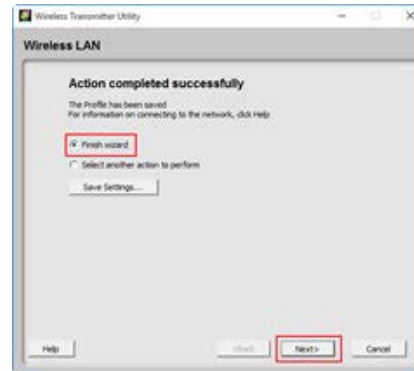 Wireless Transmitter Utility
Wireless LAN
Action completed successfully
The Profile has been saved
For information on connecting to the network, click Help
Finish wizard
Select another action to perform
Save Settings...
Help
<Back
Next>
Cancel